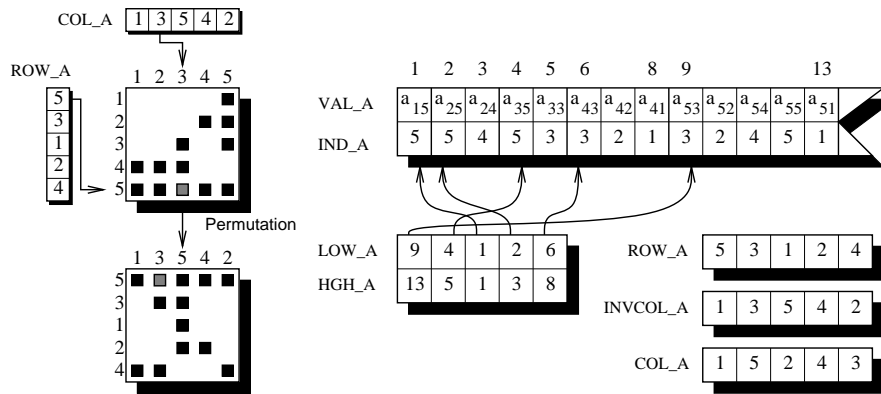 COL_A 1 3 5 4 2
ROW_A 1 2 3 4 5
5 1
3 2
1 3
2 4
4 5
Permutation
1 3 5 4 2
5
3
1
2
4
1 2 3 4 5 6 8 9 13
VAL_A a15 a25 a24 a35 a33 a43 a42 a41 a53 a52 a54 a55 a51
IND_A 5 5 4 5 3 3 2 1 3 2 4 5 1
LOW_A 9 4 1 2 6
HGH_A 13 5 1 3 8
ROW_A 5 3 1 2 4
INVCOL_A 1 3 5 4 2
COL_A 1 5 2 4 3